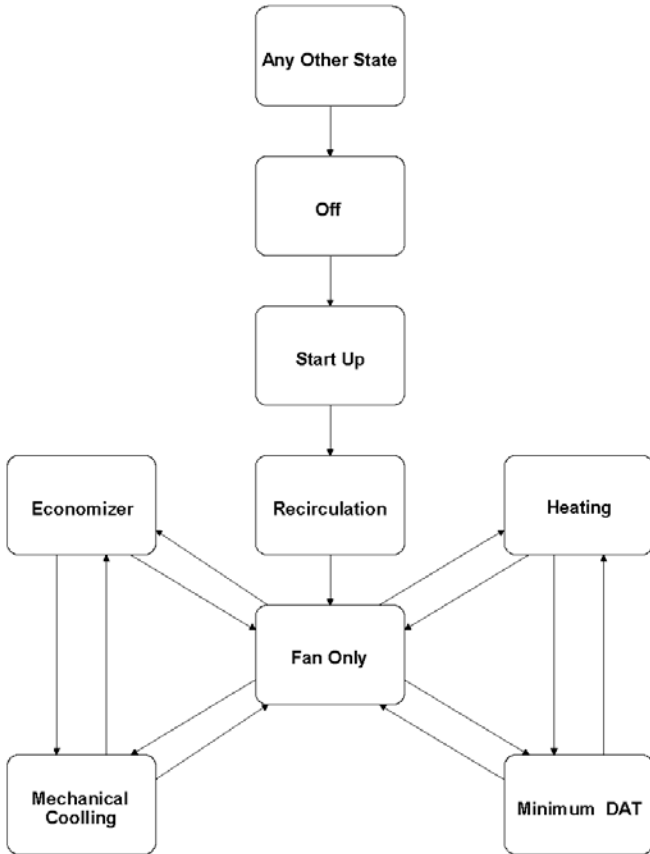 Any Other State
Off
Start Up
Economizer
Recirculation
Heating
Fan Only
Mechanical
Coolling
Minimum DAT